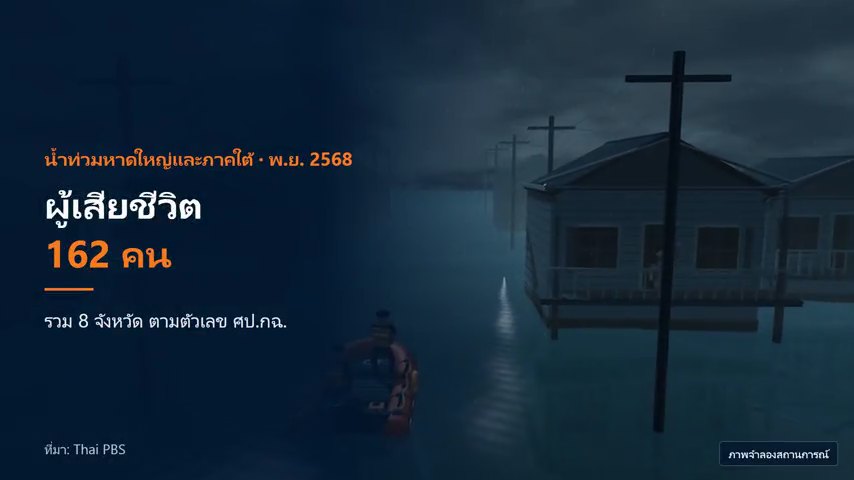 น้ำท่วมหาดใหญ่และภาคใต้ · พ.ย. 2568
ผู้เสียชีวิต
162 คน
รวม 8 จังหวัด ตามตัวเลข ศป.กฉ.
ที่มา: Thai PBS
ภาพจำลองสถานการณ์